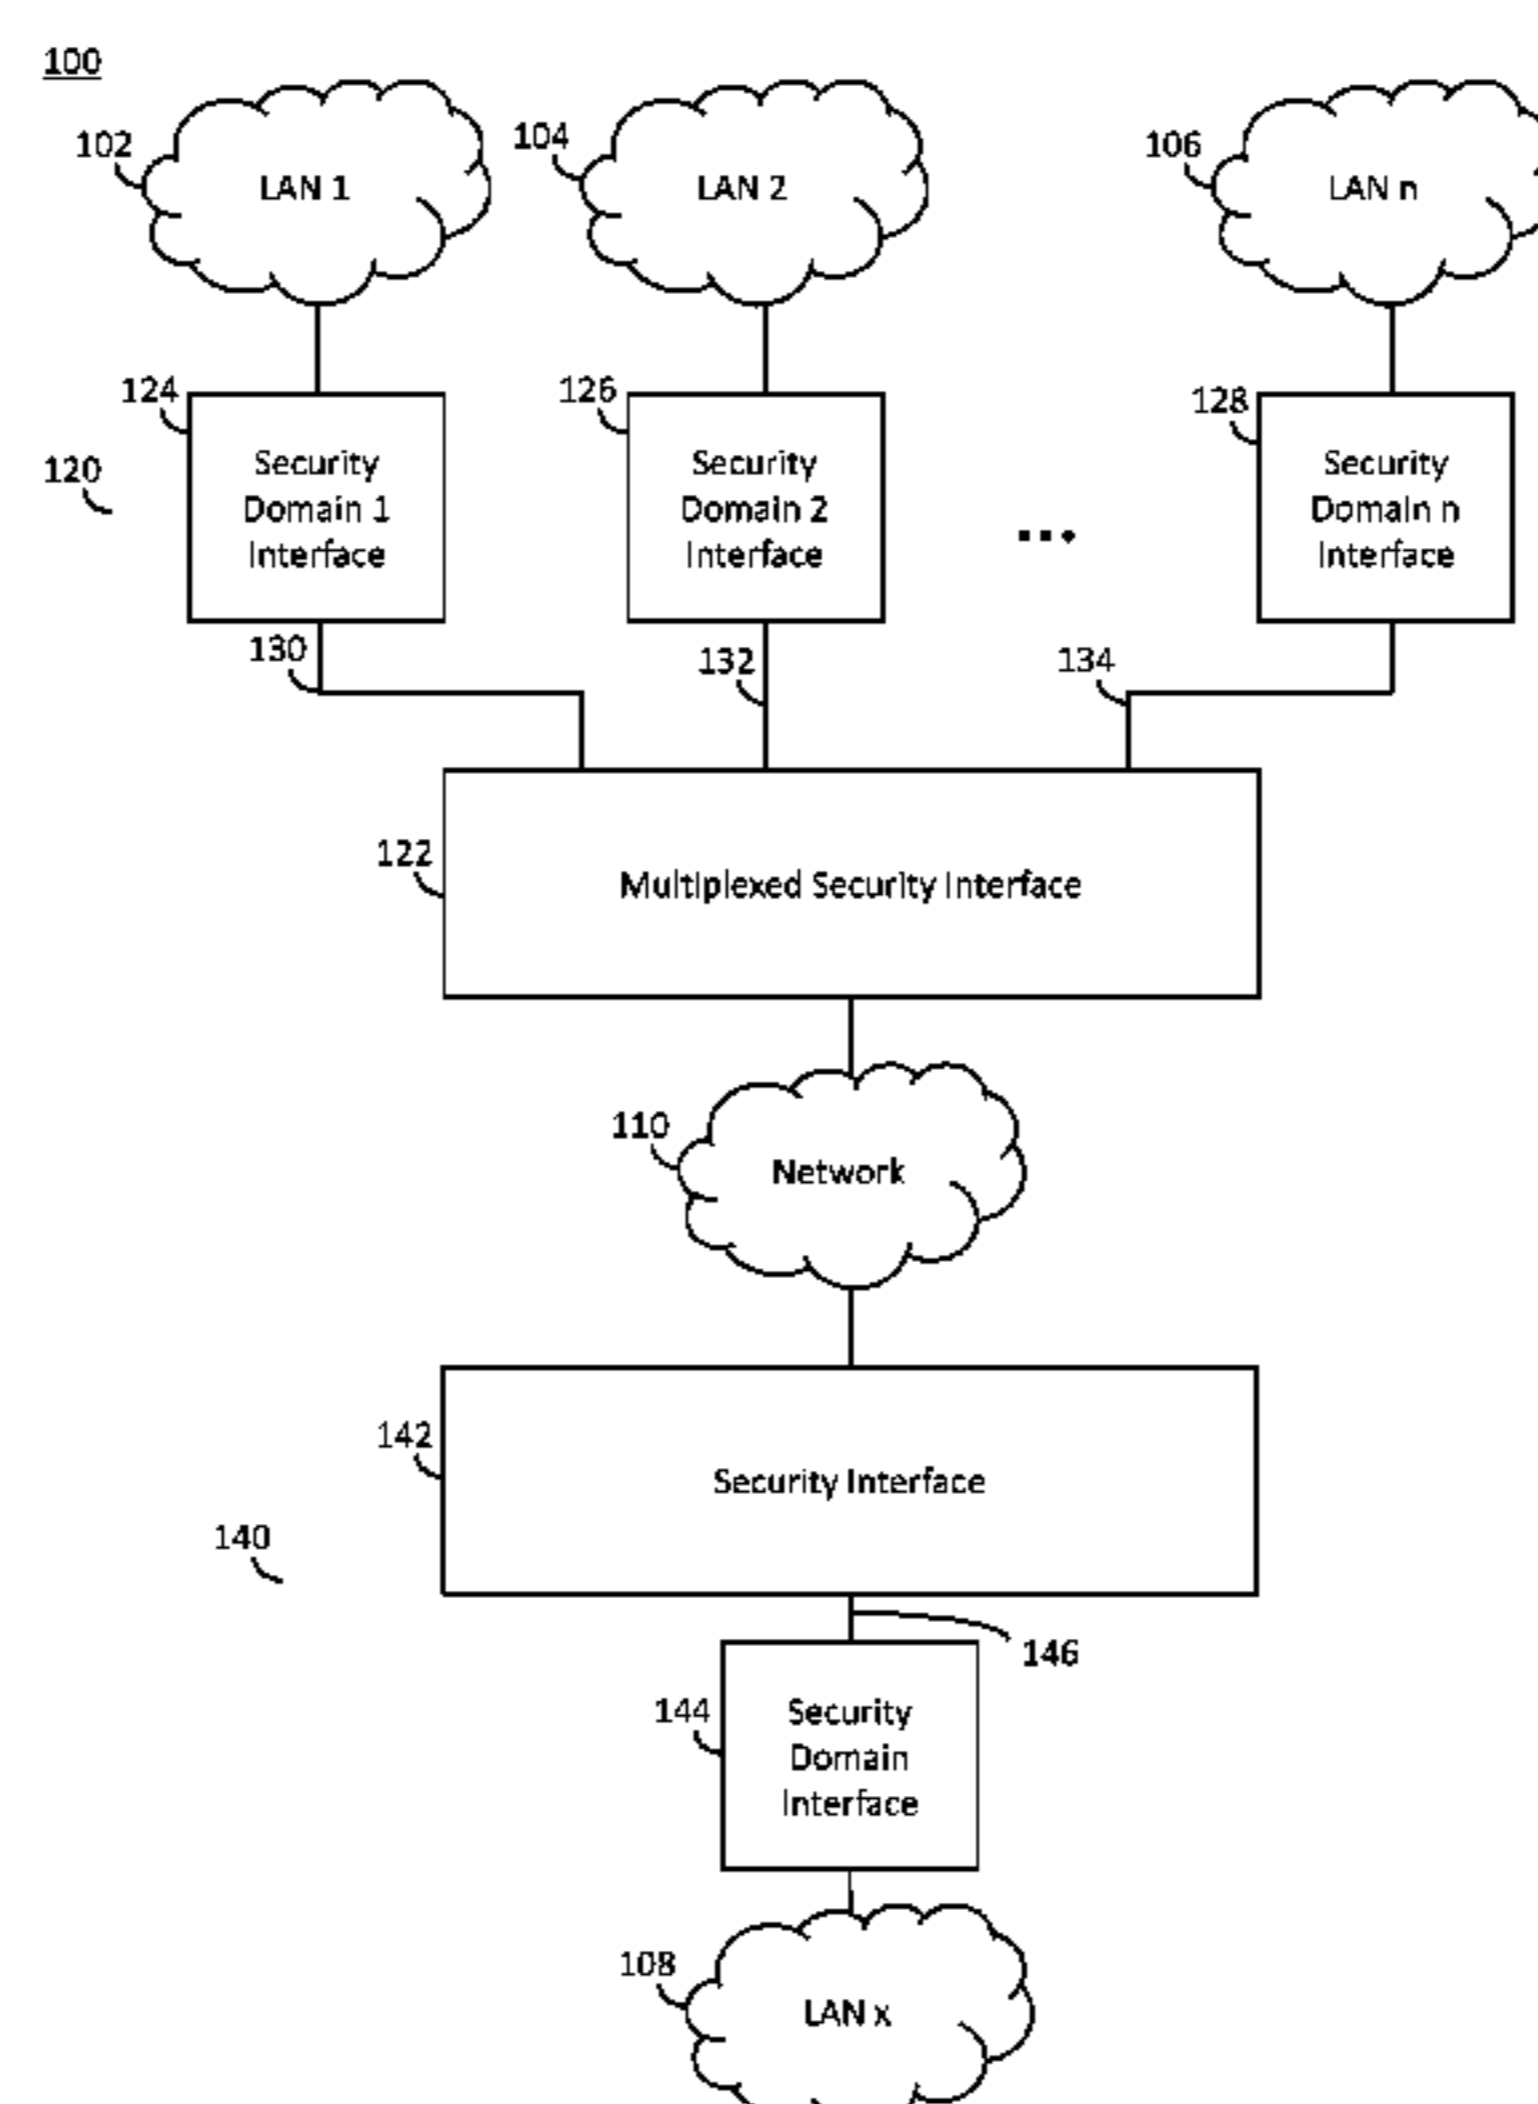 100
102
LAN 1
104
LAN 2
106
LAN n
120
124
Security
Domain 1
Interface
126
Security
Domain 2
Interface
...
128
Security
Domain n
Interface
130
132
134
122
Multiplexed Security Interface
110
Network
142
Security Interface
140
146
144
Security
Domain
Interface
108
LAN x